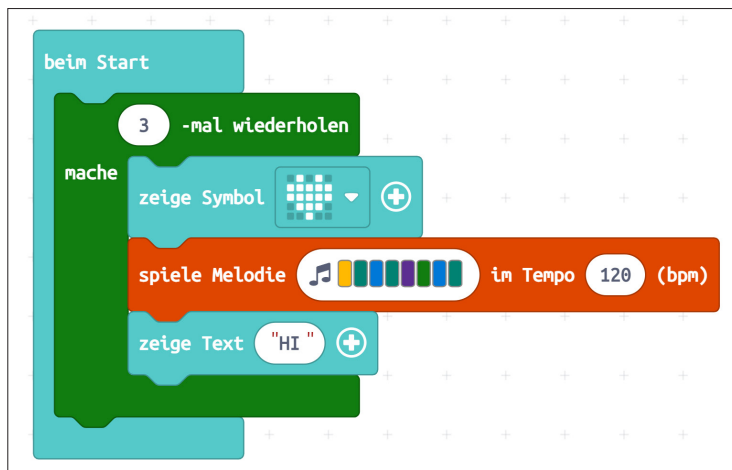 beim Start
3 -mal wiederholen
mache
zeige Symbol
spiele Melodie im Tempo 120 (bpm)
zeige Text "HI "